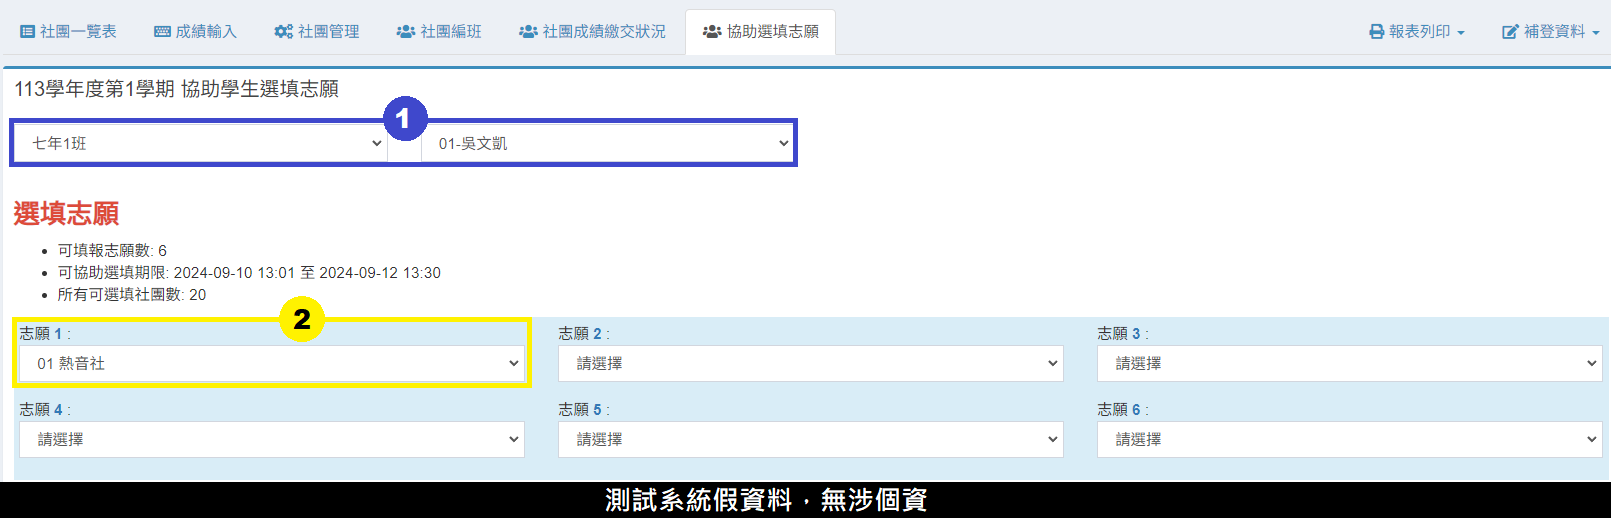 社團一覽表 成績輸入 社團管理 社團編班 社團成績繳交狀況 協助選填志願 報表列印 補登資料
113學年度第1學期 協助學生選填志願
1
七年1班 01-吳文凱
選填志願
可填報志願數: 6
可協助選填期限: 2024-09-10 13:01 至 2024-09-12 13:30
所有可選填社團數: 20
2
志願 1 : 志願 2 : 志願 3 :
01 熱音社 請選擇 請選擇
志願 4 : 志願 5 : 志願 6 :
請選擇 請選擇 請選擇
測試系統假資料，無涉個資